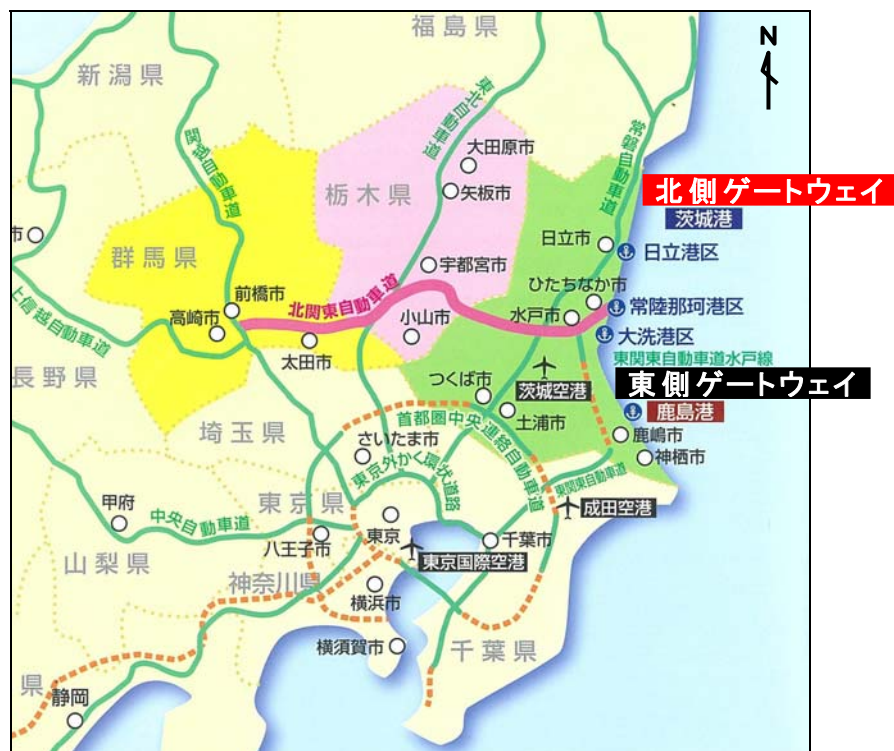 福島県
N
新潟県
東北自動車道
関越自動車道
常磐自動車道
大田原市
栃木県
矢板市
北側ゲートウェイ
茨城港
市
群馬県
日立市
日立港区
宇都宮市
ひたちなか市
上信越自動車道
前橋市
北関東自動車道
常陸那珂港区
高崎市
小山市
水戸市
大洗港区
太田市
東関東自動車道水戸線
長野県
つくば市
茨城空港
東側ゲートウェイ
首都圏中央連絡自動車道
土浦市
鹿島港
埼玉県
さいたま市
鹿嶋市
神栖市
東京外かく環状道路
東関東自動車道
東京県
甲府
中央自動車道
東京
成田空港
八王子市
千葉市
東京国際空港
山梨県
神奈川県
横浜市
横須賀市
千葉県
県
静岡